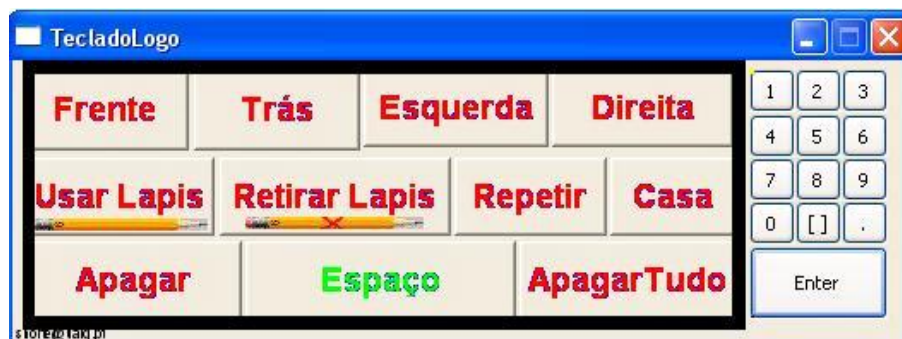 TecladoLogo
Frente Trás Esquerda Direita 1 2 3
4 5 6
Usar Lapis Retirar Lapis Repetir Casa 7 8 9
0 [ ] .
Apagar Espaço ApagarTudo Enter